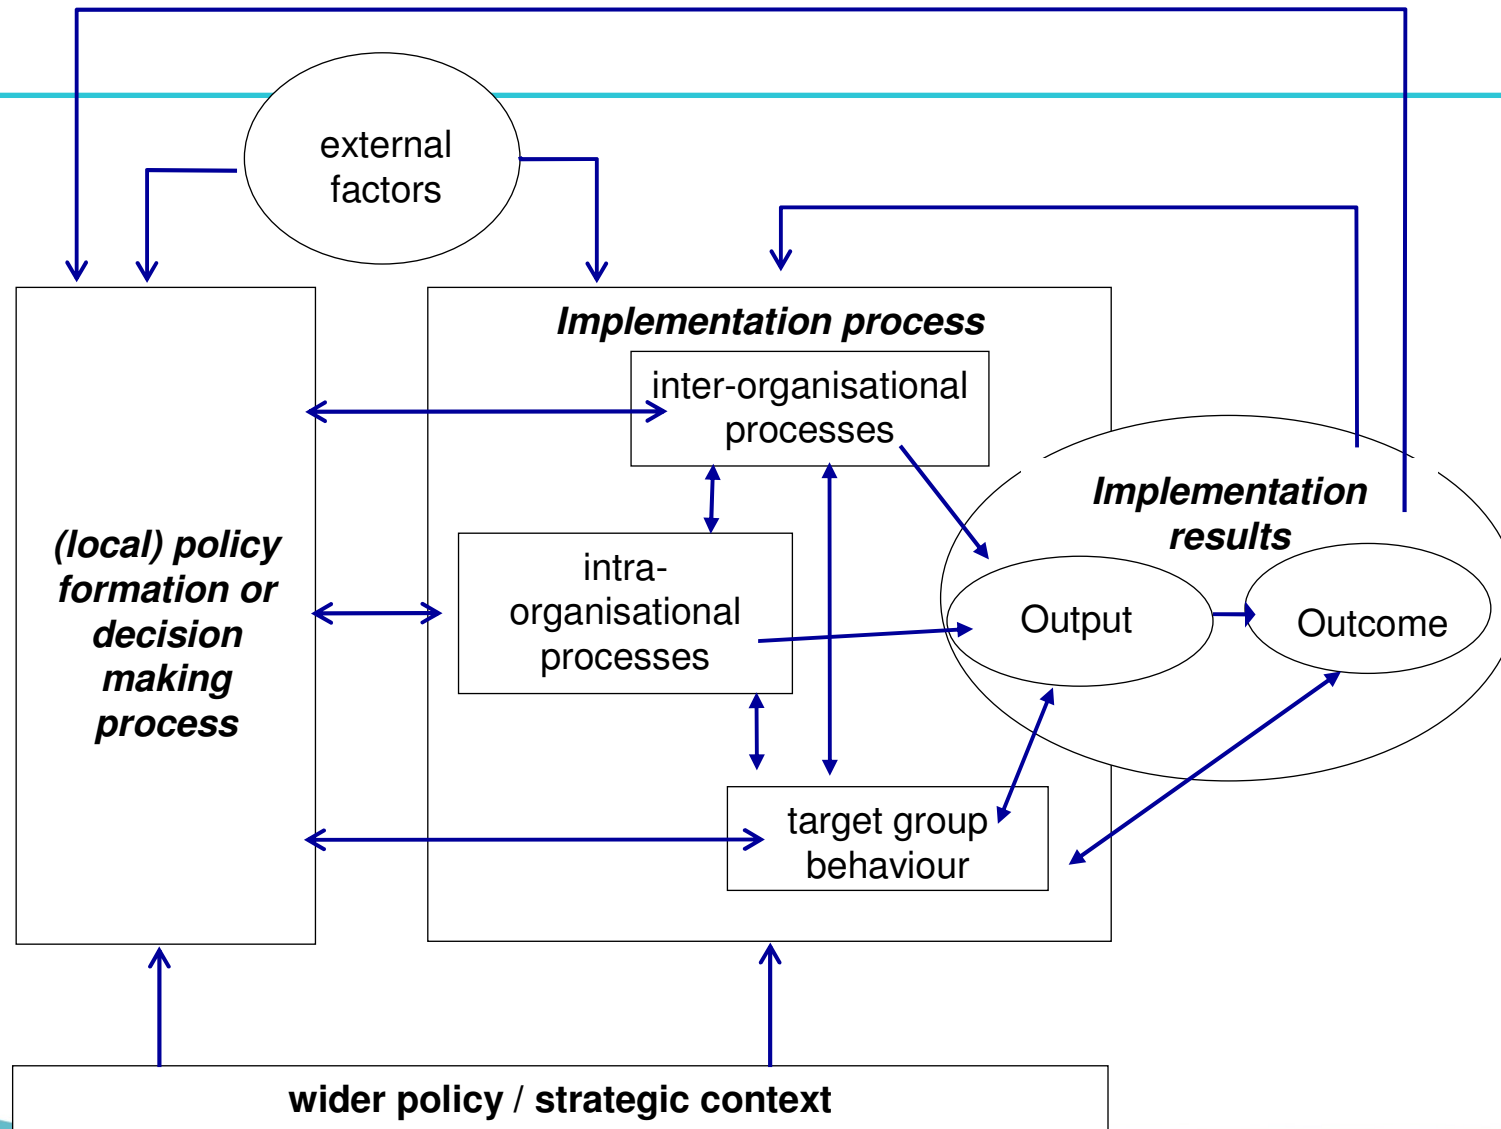 external
factors
Implementation process
inter-organisational
processes
(local) policy
formation or
decision
making
process
intra-
organisational
processes
target group
behaviour
Implementation
results
Output
Outcome
wider policy / strategic context